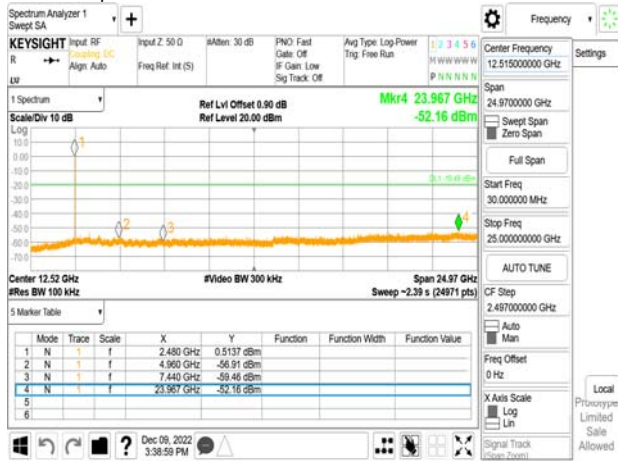 Spectrum Analyzer 1
Swept SA
+
Frequency
KEYSIGHT Input: RF
Coupling: DC
Align: Auto
Input Z: 50 Ω
Freq Ref: Int (S)
#Atten: 30 dB
PNO: Fast
Gate: Off
IF Gain: Low
Sig Track: Off
Avg Type: Log-Power
Trig: Free Run
1 2 3 4 5 6
M W W W W W
P N N N N N
R
LM
1 Spectrum
Scale/Div 10 dB
Ref Lvl Offset 0.90 dB
Ref Level 20.00 dBm
Mkr4 23.967 GHz
-52.16 dBm
Log
10.0
0.00
-10.0
-20.0
-30.0
-40.0
-50.0
-60.0
-70.0
1
2
3
4
Center 12.52 GHz
#Res BW 100 kHz
#Video BW 300 kHz
Span 24.97 GHz
Sweep ~2.39 s (24971 pts)
5 Marker Table
Mode Trace Scale X Y Function Function Width Function Value
1 N 1 f 2.480 GHz 0.5137 dBm
2 N 1 f 4.960 GHz -56.91 dBm
3 N 1 f 7.440 GHz -59.46 dBm
4 N 1 f 23.967 GHz -52.16 dBm
5
6
Dec 09, 2022
3:38:59 PM
Center Frequency
12.515000000 GHz
Span
24.9700000 GHz
Swept Span
Zero Span
Full Span
Start Freq
30.000000 MHz
Stop Freq
25.000000000 GHz
AUTO TUNE
CF Step
2.497000000 GHz
Auto
Man
Freq Offset
0 Hz
X Axis Scale
Log
Lin
Signal Track
(Span Zoom)
Settings
Local
Prototype
Limited
Sale
Allowed